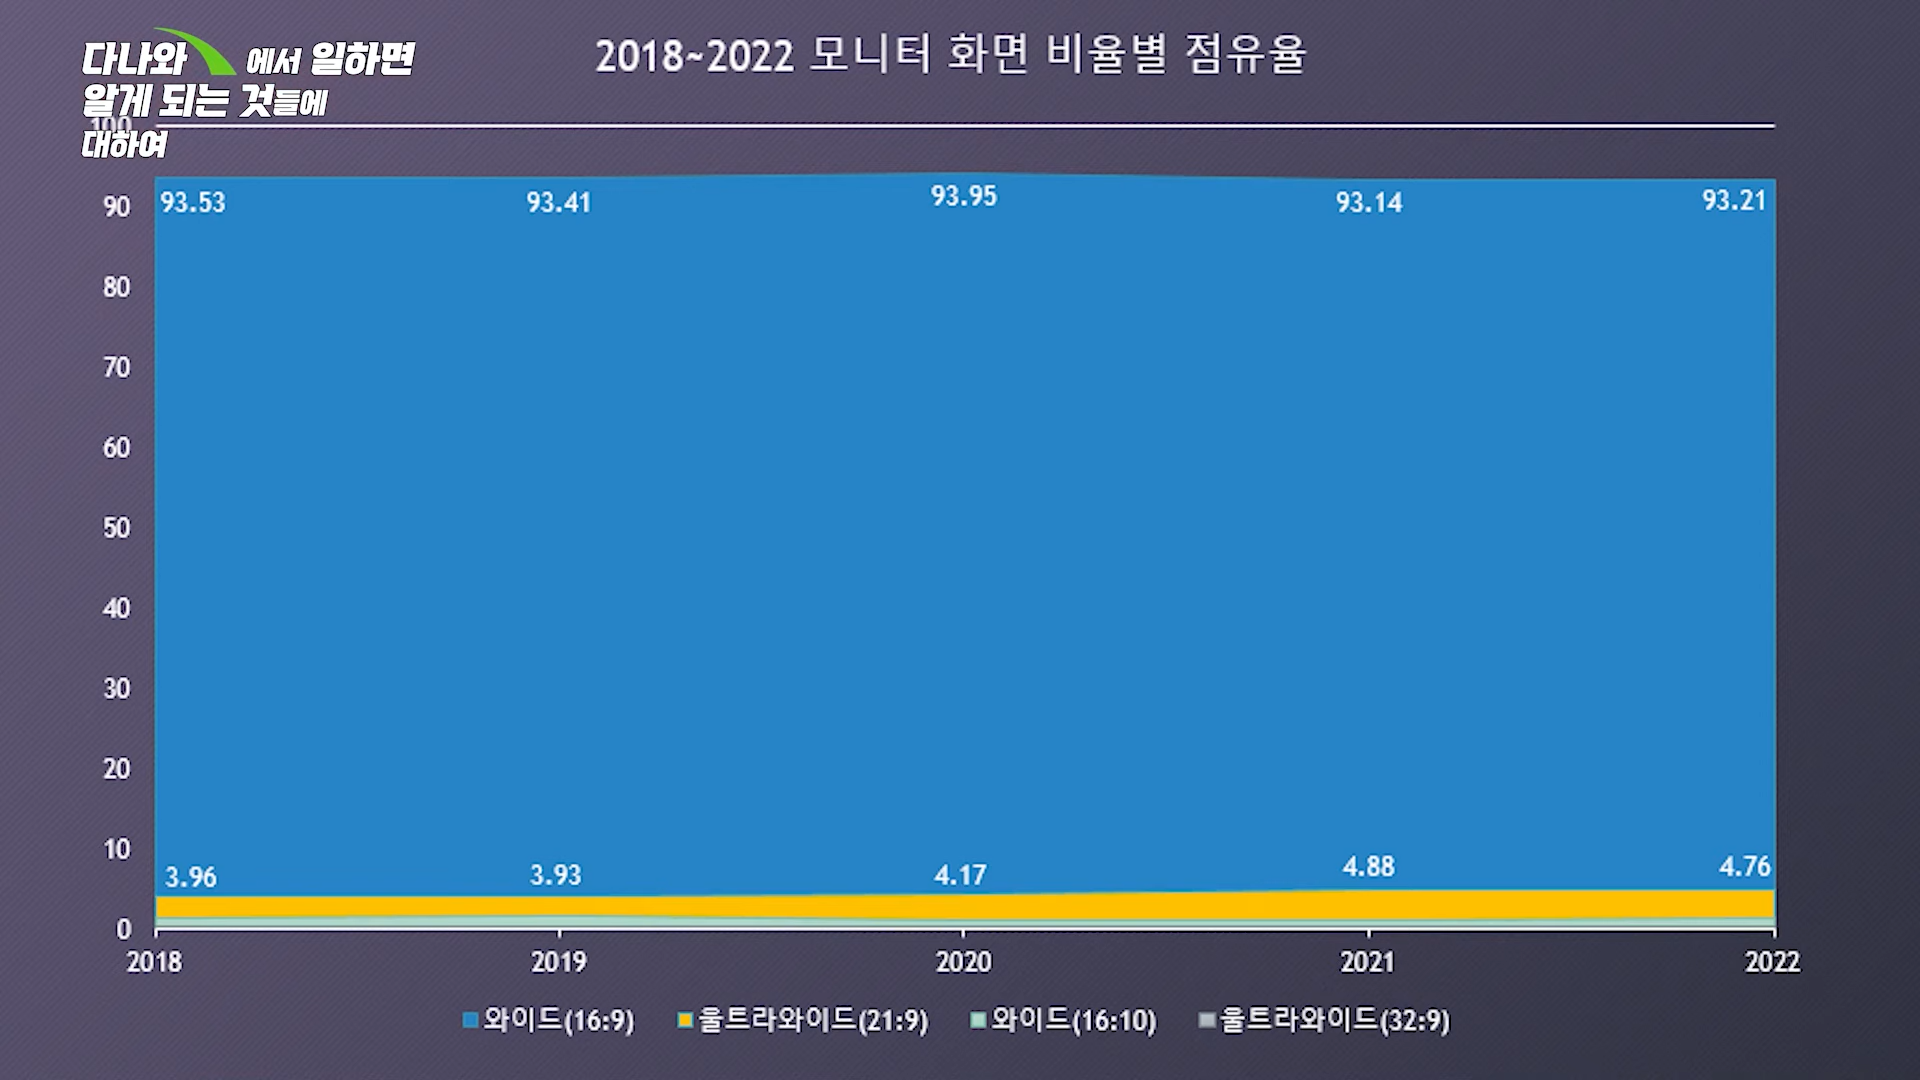 다나와 에서 일하면
알게 되는 것들에
대하여
2018~2022 모니터 화면 비율별 점유율
100
90
80
70
60
50
40
30
20
10
0
93.53 93.41 93.95 93.14 93.21
3.96 3.93 4.17 4.88 4.76
2018 2019 2020 2021 2022
와이드(16:9) 울트라와이드(21:9) 와이드(16:10) 울트라와이드(32:9)